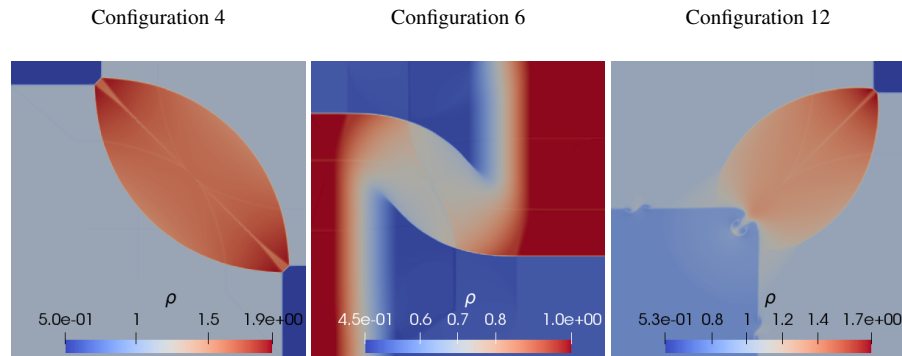 Configuration 4
Configuration 6
Configuration 12
ρ
5.0e-01 1 1.5 1.9e+00
ρ
4.5e-01 0.6 0.7 0.8 1.0e+00
ρ
5.3e-01 0.8 1 1.2 1.4 1.7e+00